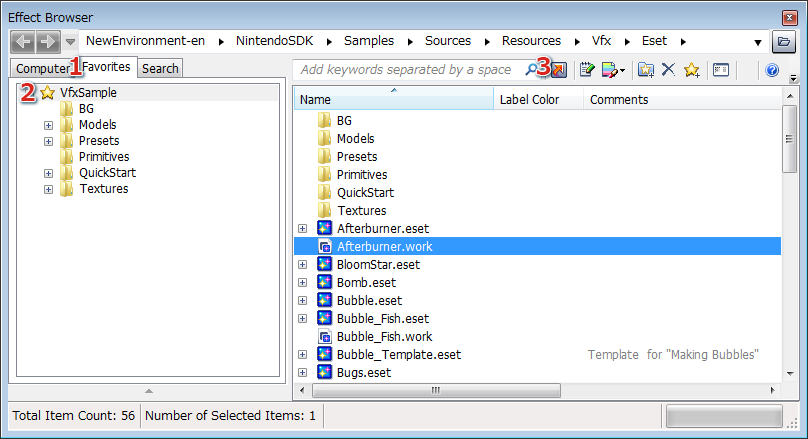 Effect Browser
NewEnvironment-en NintendoSDK Samples Sources Resources Vfx Eset
Computer 1 Favorites Search
Add keywords separated by a space 3
2 VfxSample
BG
Models
Presets
Primitives
QuickStart
Textures
Name Label Color Comments
BG
Models
Presets
Primitives
QuickStart
Textures
Afterburner.eset
Afterburner.work
BloomStar.eset
Bomb.eset
Bubble.eset
Bubble_Fish.eset
Bubble_Fish.work
Bubble_Template.eset Template for "Making Bubbles"
Bugs.eset
Total Item Count: 56 Number of Selected Items: 1